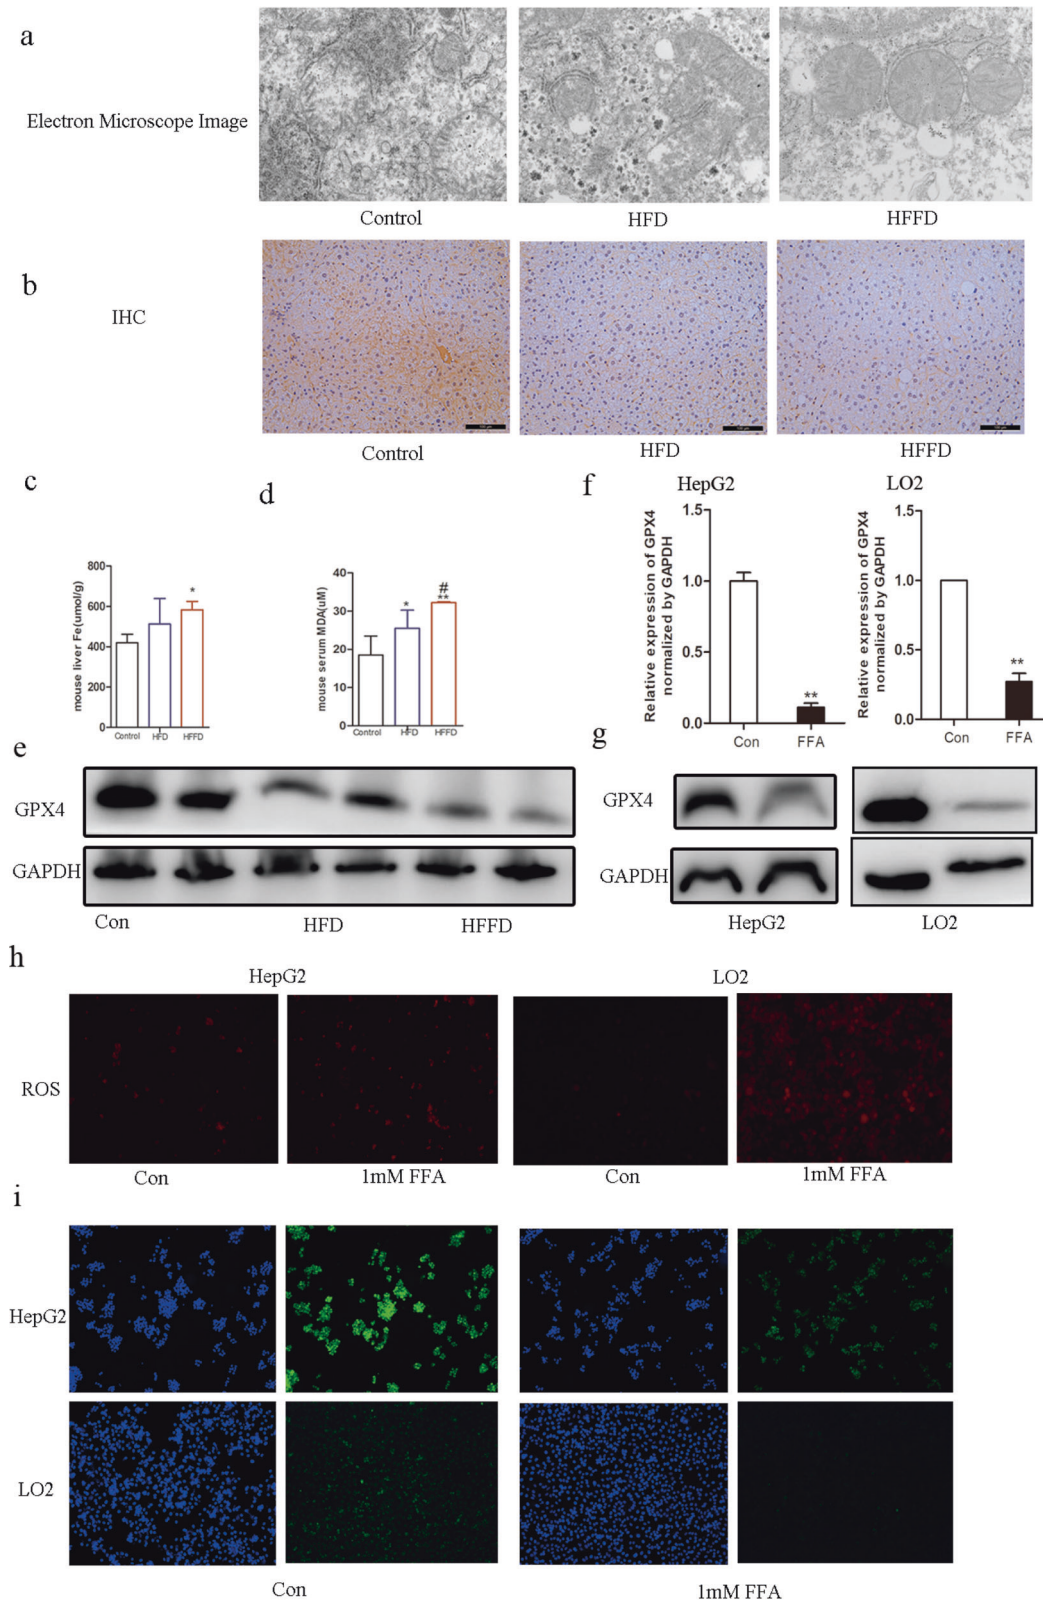 a
Electron Microscope Image
Control
HFD
HFFD
b
IHC
Control
HFD
HFFD
c
mouse liver Fe(umol/g)
800
600
400
200
0
Control
HFD
HFFD
*
d
mouse serum MDA(uM)
40
30
20
10
0
Control
HFD
HFFD
*
#
**
f
HepG2
Relative expression of GPX4
normalized by GAPDH
1.5
1.0
0.5
0.0
Con
FFA
**
LO2
Relative expression of GPX4
normalized by GAPDH
1.5
1.0
0.5
0.0
Con
FFA
**
e
GPX4
GAPDH
Con
HFD
HFFD
g
GPX4
GAPDH
HepG2
LO2
h
HepG2
LO2
ROS
Con
1mM FFA
Con
1mM FFA
i
HepG2
LO2
Con
1mM FFA